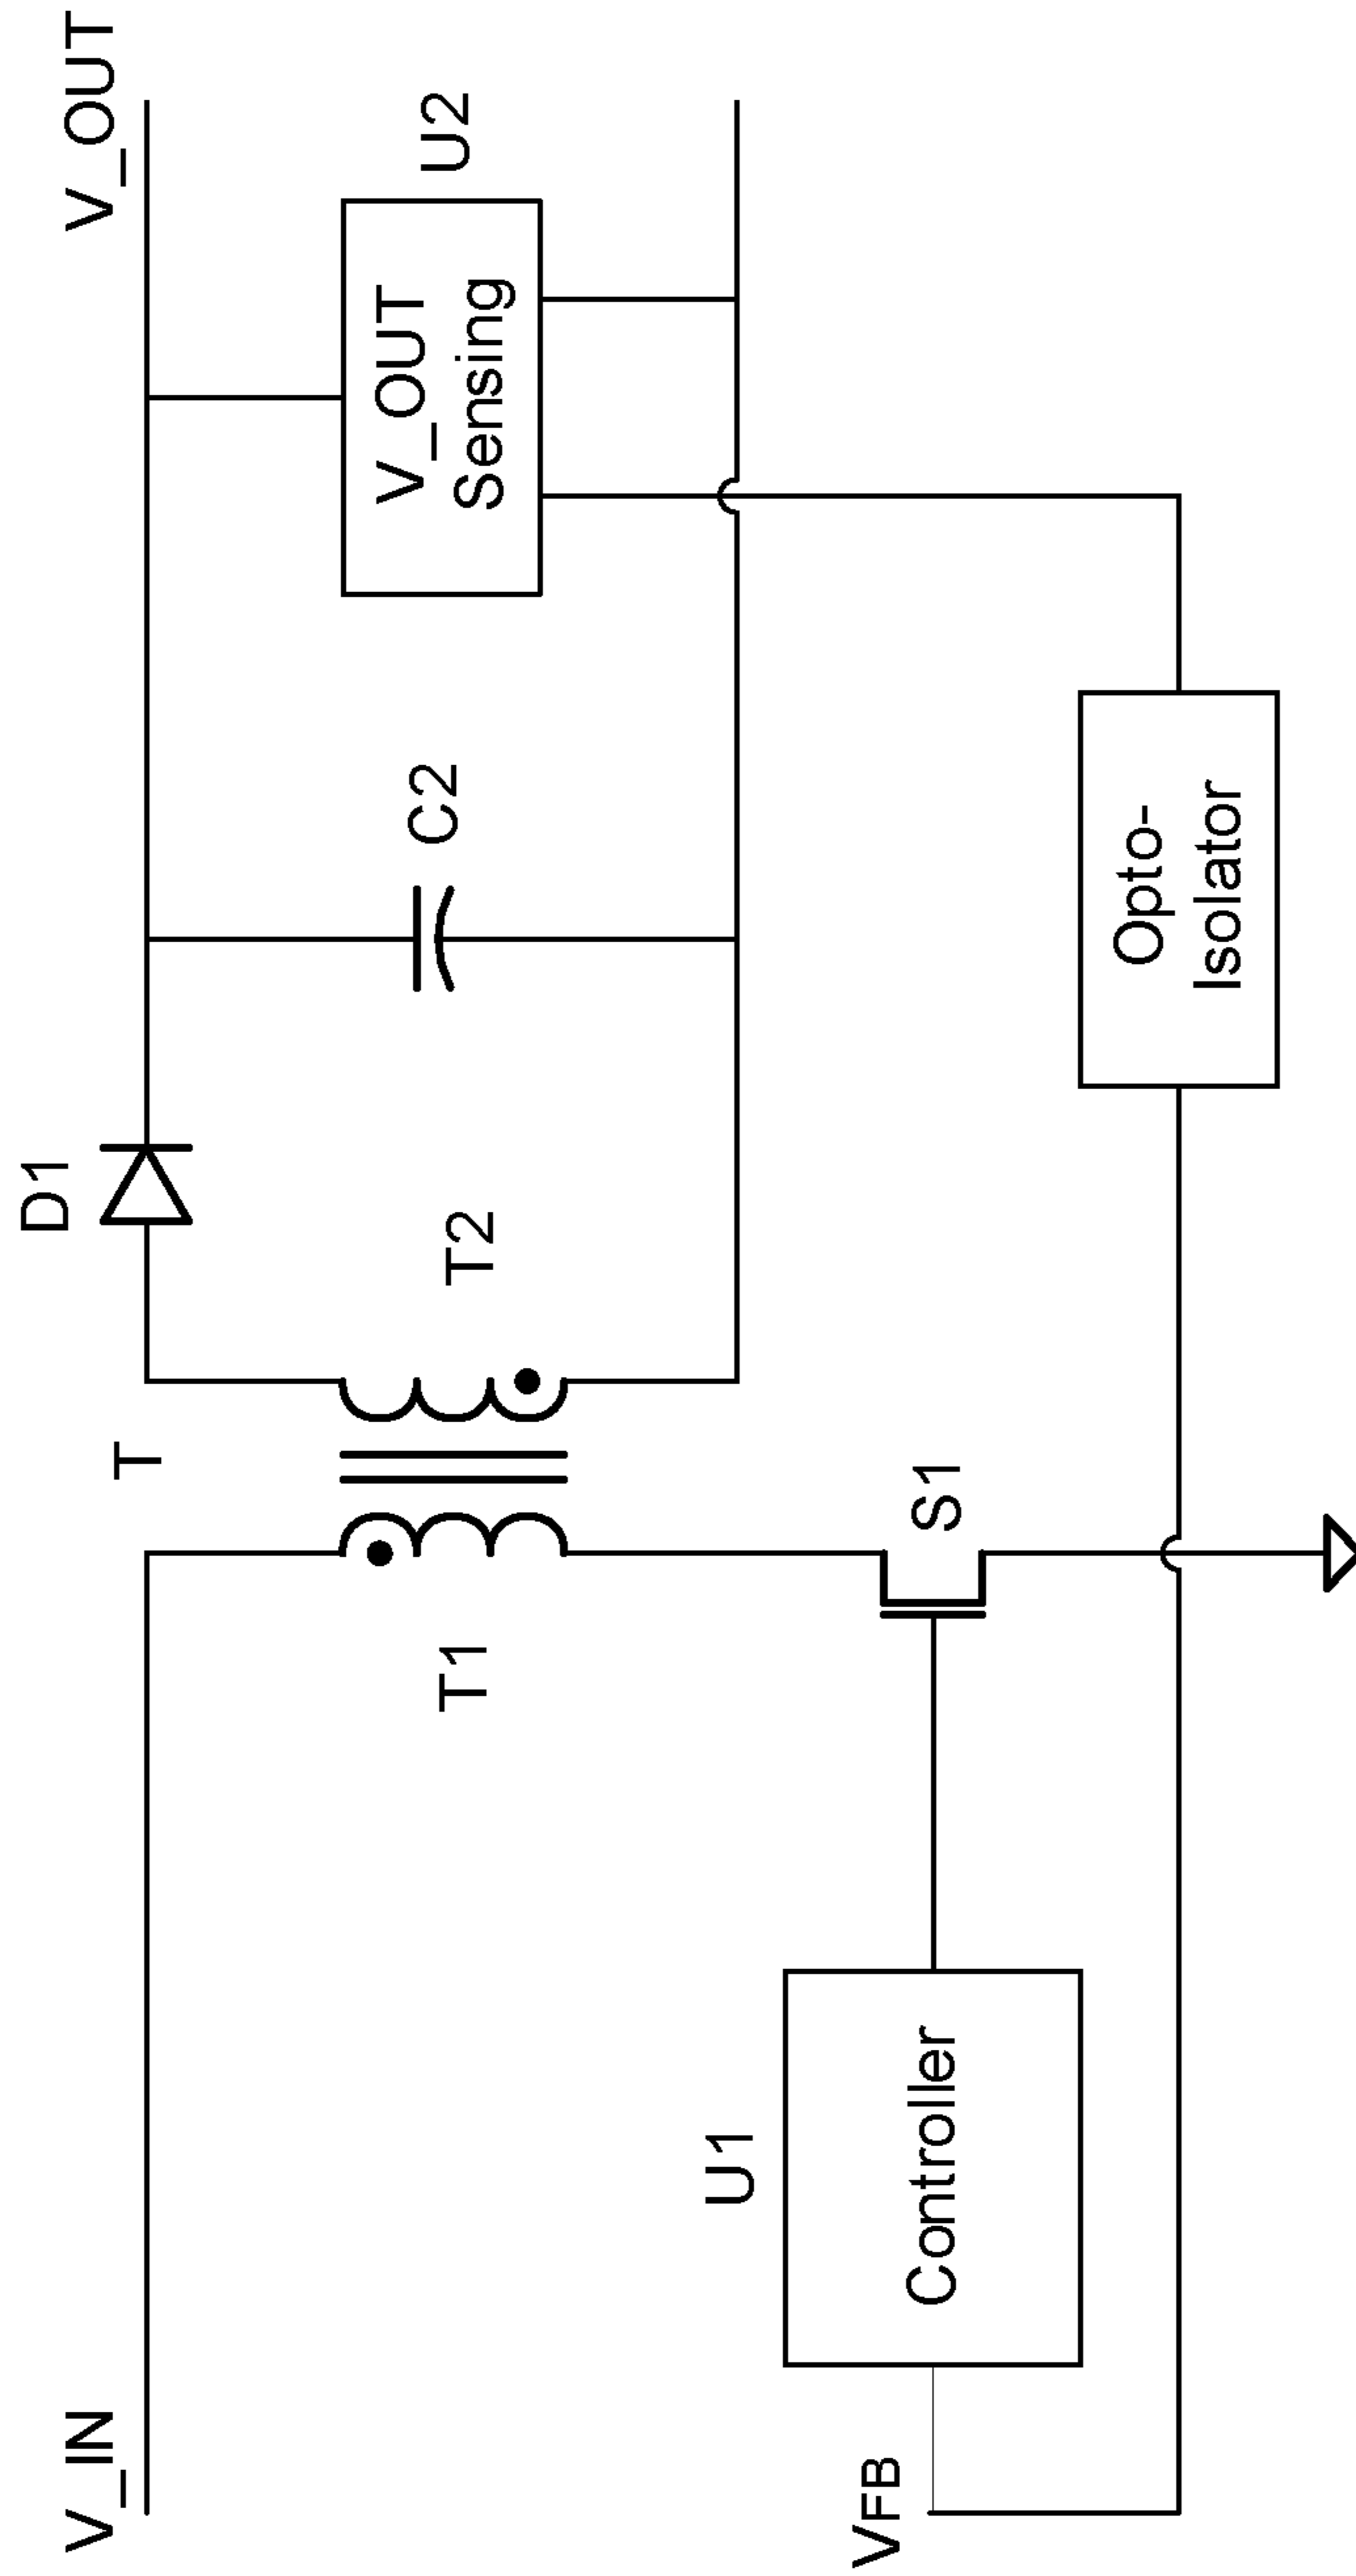 V_IN
T
D1
V_OUT
T1
T2
C2
V_OUT
Sensing
U2
U1
S1
Controller
VFB
Opto-
Isolator